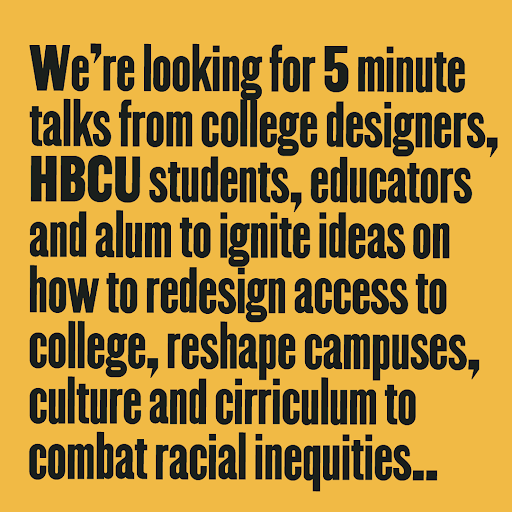 We're looking for 5 minute
talks from college designers,
HBCU students, educators
and alum to ignite ideas on
how to redesign access to
college, reshape campuses,
culture and cirriculum to
combat racial inequities..